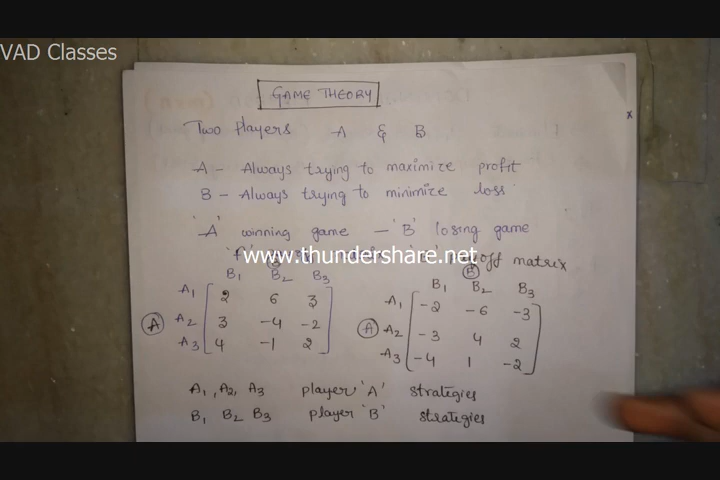 VAD Classes
GAME THEORY
Two Players A & B
x
A - Always trying to maximize profit
B - Always trying to minimize loss
'A' winning game - 'B' losing game
www.thundershare.net
off matrix
B B
B1 B2 B3 B1 B2 B3
A1 2 6 3 A1 -2 -6 -3
A A2 3 -4 -2 A A2 -3 4 2
A3 4 -1 2 A3 -4 1 -2
A1, A2, A3 player 'A' strategies
B1 B2 B3 player 'B' strategies